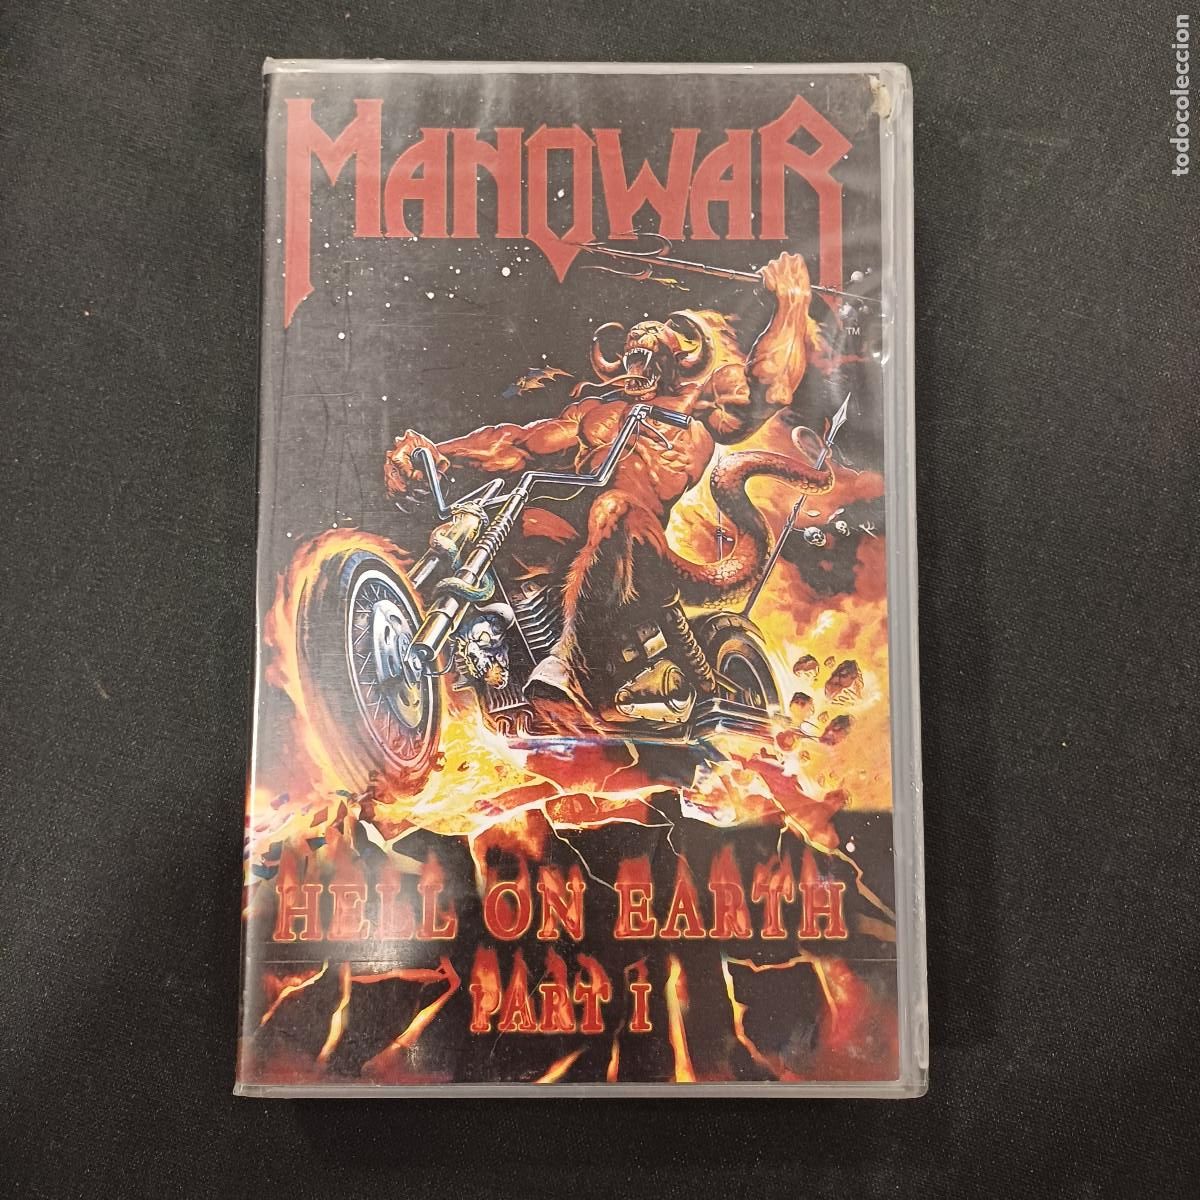 MANOWAR
TM
HELL ON EARTH
PART I
todocoleccion